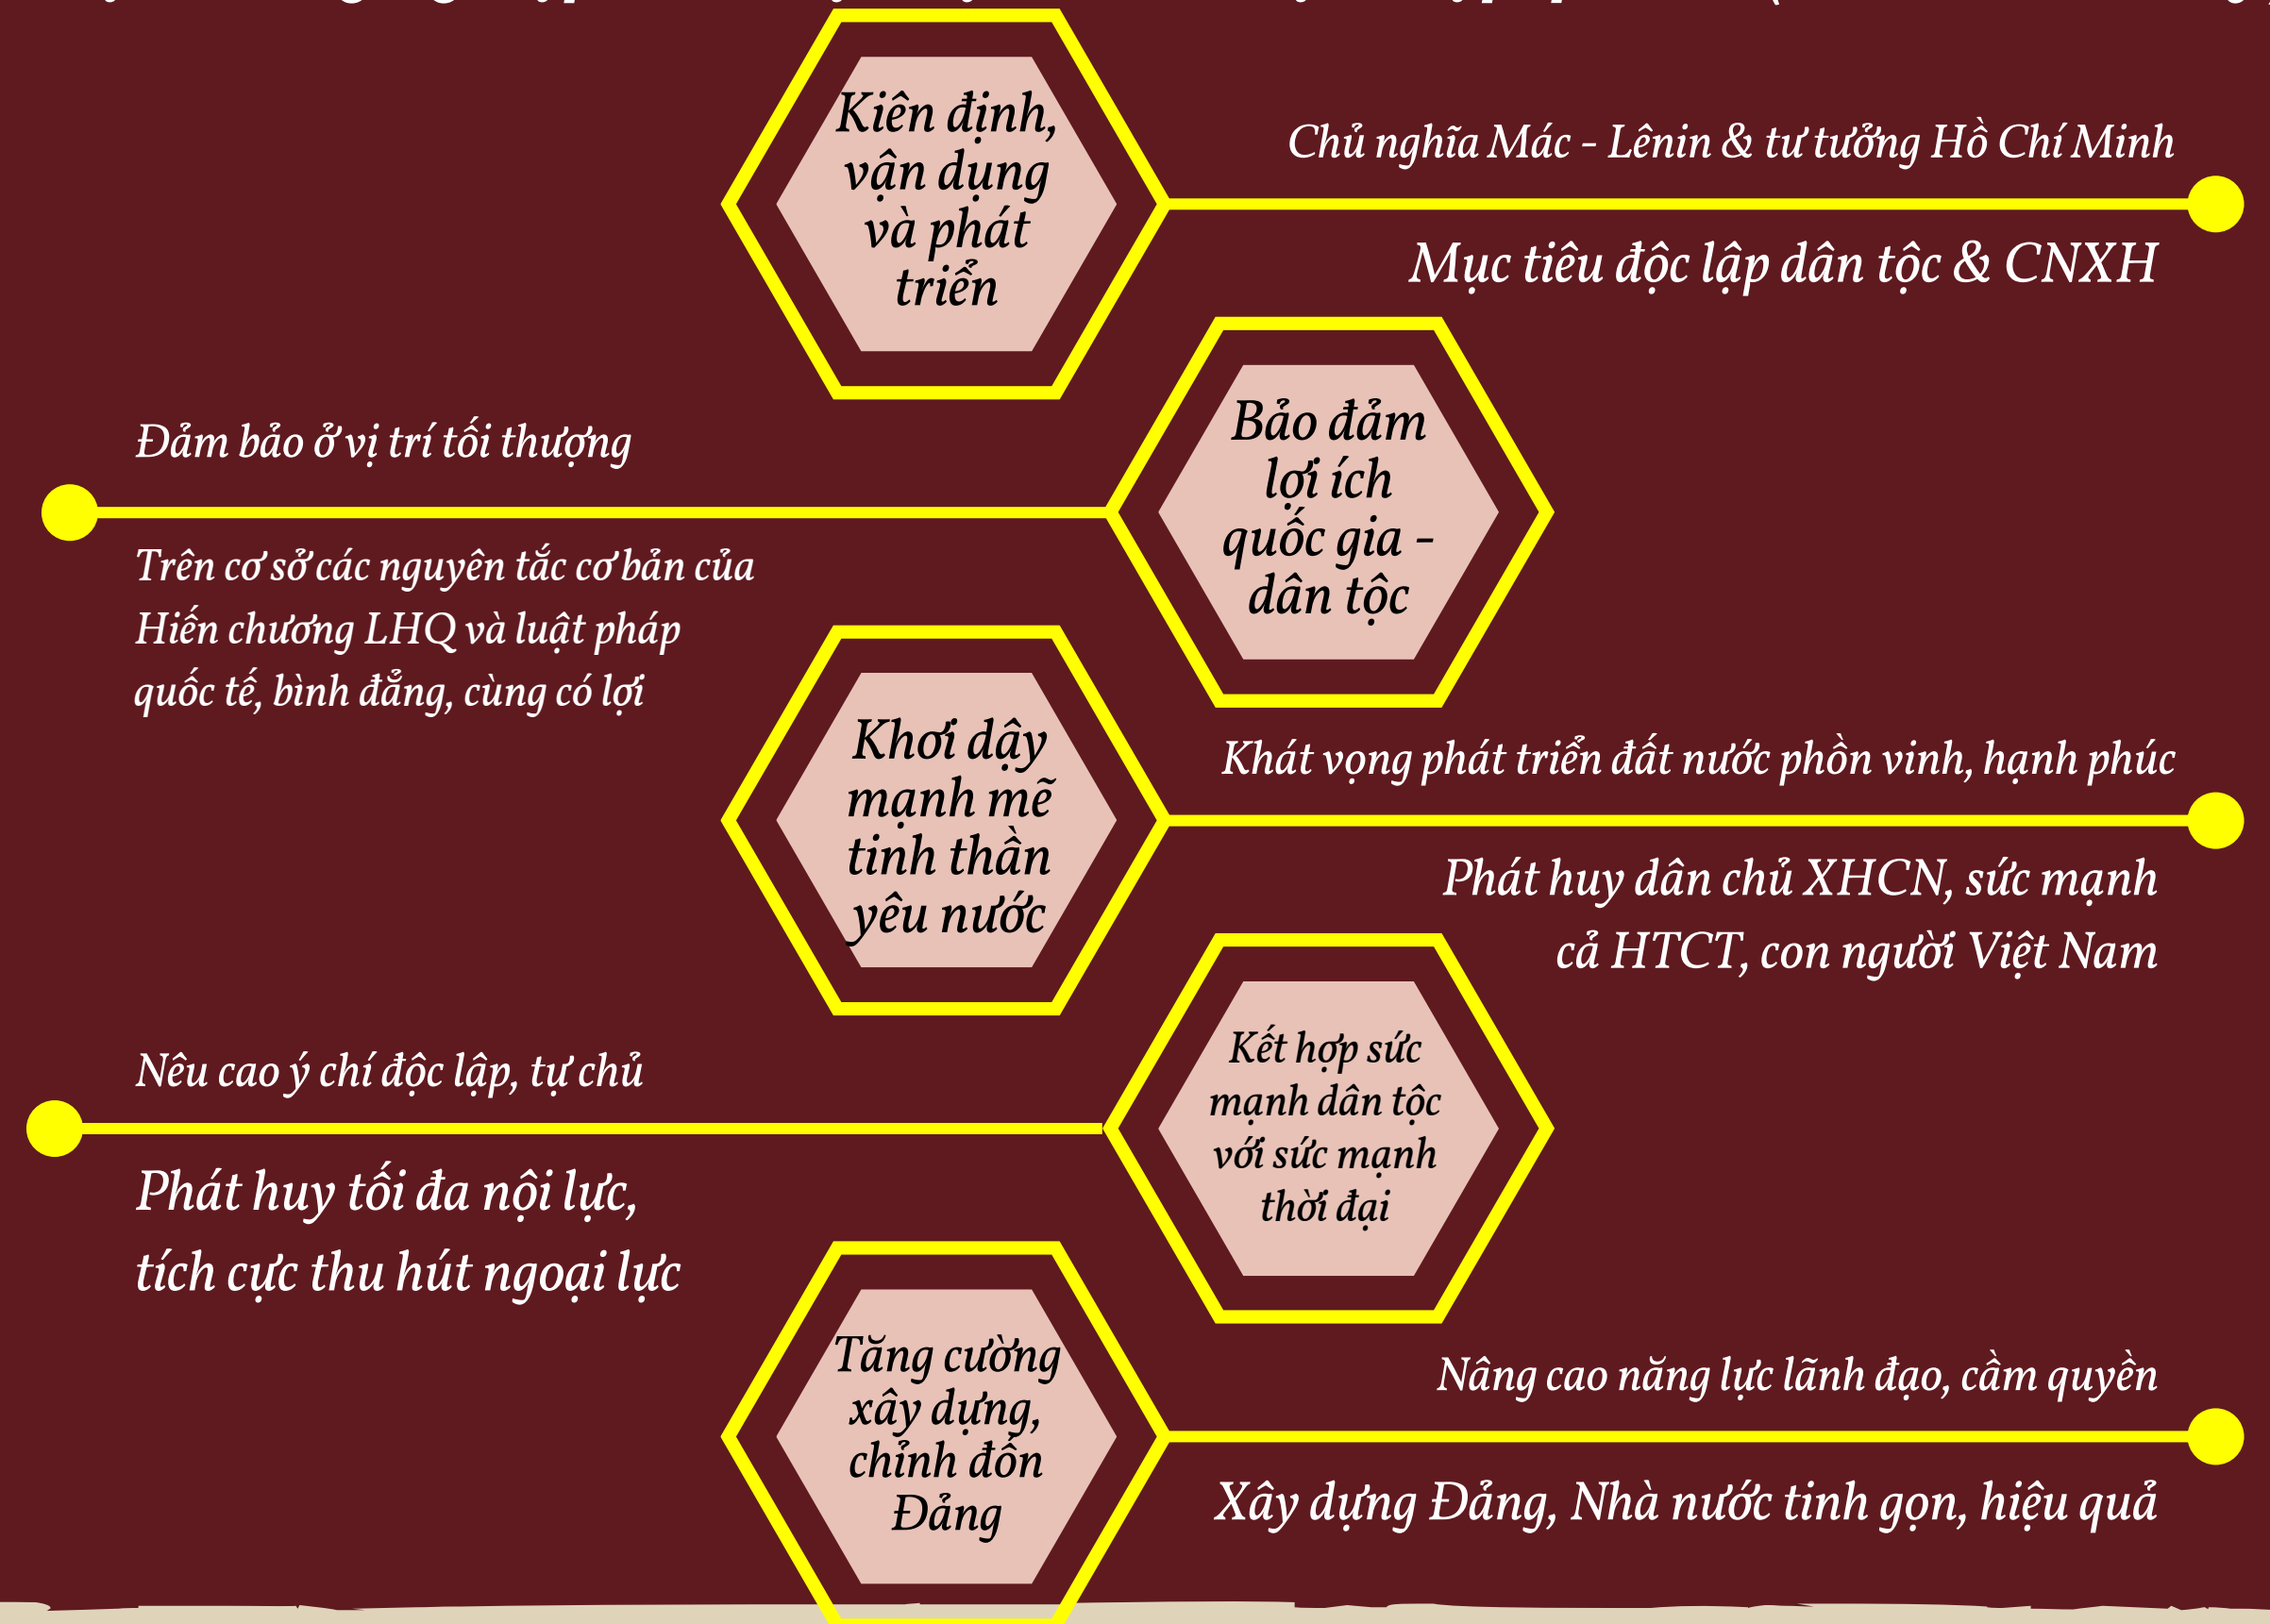 Kiên định,
vận dụng
và phát
triển
Chủ nghĩa Mác - Lênin & tư tưởng Hồ Chí Minh
Mục tiêu độc lập dân tộc & CNXH
Bảo đảm
lợi ích
quốc gia -
dân tộc
Đảm bảo ở vị trí tối thượng
Trên cơ sở các nguyên tắc cơ bản của
Hiến chương LHQ và luật pháp
quốc tế, bình đẳng, cùng có lợi
Khơi dậy
mạnh mẽ
tinh thần
yêu nước
Khát vọng phát triển đất nước phồn vinh, hạnh phúc
Phát huy dân chủ XHCN, sức mạnh
cả HTCT, con người Việt Nam
Kết hợp sức
mạnh dân tộc
với sức mạnh
thời đại
Nêu cao ý chí độc lập, tự chủ
Phát huy tối đa nội lực,
tích cực thu hút ngoại lực
Tăng cường
xây dựng,
chỉnh đốn
Đảng
Nâng cao năng lực lãnh đạo, cầm quyền
Xây dựng Đảng, Nhà nước tinh gọn, hiệu quả